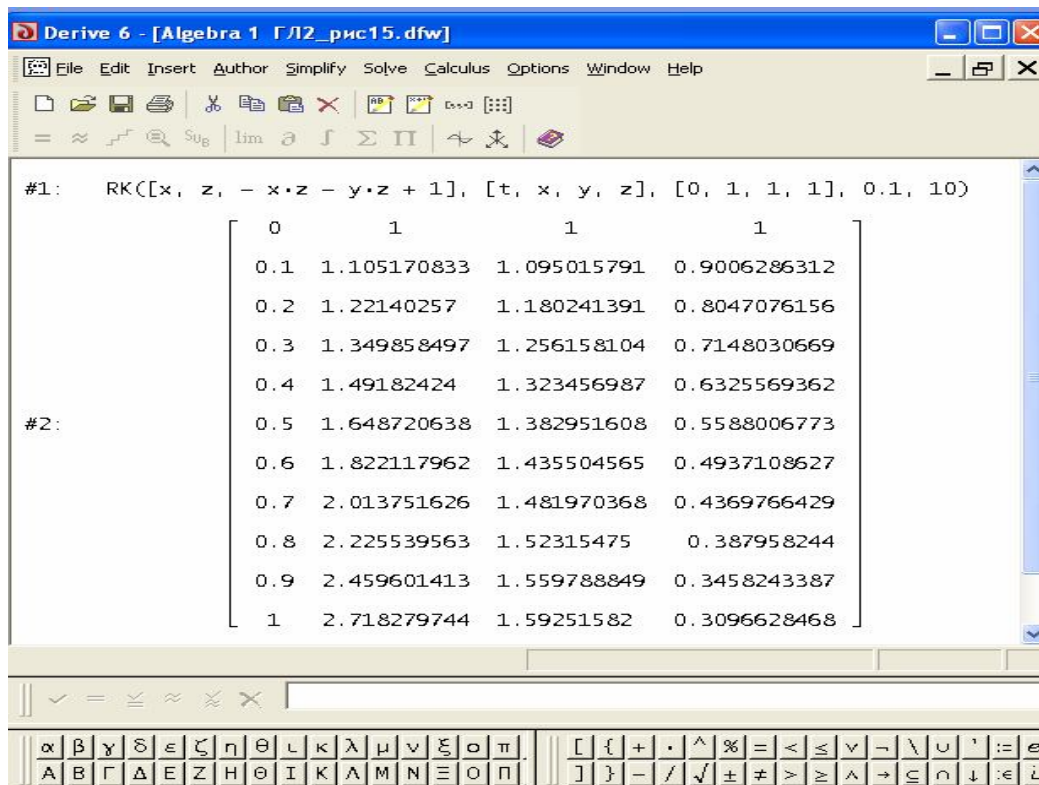 Derive 6 - [Algebra 1 ГЛ2_рис15.dfw]
File Edit Insert Author Simplify Solve Calculus Options Window Help
= ≈ SUB lim ∂ ∫ Σ Π
#1: RK([x, z, - x·z - y·z + 1], [t, x, y, z], [0, 1, 1, 1], 0.1, 10)
0 1 1 1
0.1 1.105170833 1.095015791 0.9006286312
0.2 1.22140257 1.180241391 0.8047076156
0.3 1.349858497 1.256158104 0.7148030669
0.4 1.49182424 1.323456987 0.6325569362
#2: 0.5 1.648720638 1.382951608 0.5588006773
0.6 1.822117962 1.435504565 0.4937108627
0.7 2.013751626 1.481970368 0.4369766429
0.8 2.225539563 1.52315475 0.387958244
0.9 2.459601413 1.559788849 0.3458243387
1 2.718279744 1.59251582 0.3096628468
α β γ δ ε ζ η θ ι κ λ μ ν ξ ο π [ { + · ^ % = < ≤ ∨ ¬ \ ∪ ' := e
Α Β Γ Δ Ε Ζ Η Θ Ι Κ Λ Μ Ν Ξ Ο Π ] } - / √ ± ≠ > ≥ ∧ → ⊆ ∩ ↓ :∈ i